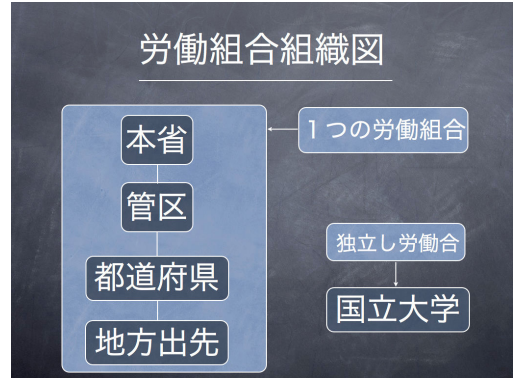 労働組合組織図
本省
管区
都道府県
地方出先
１つの労働組合
独立し労働合
国立大学